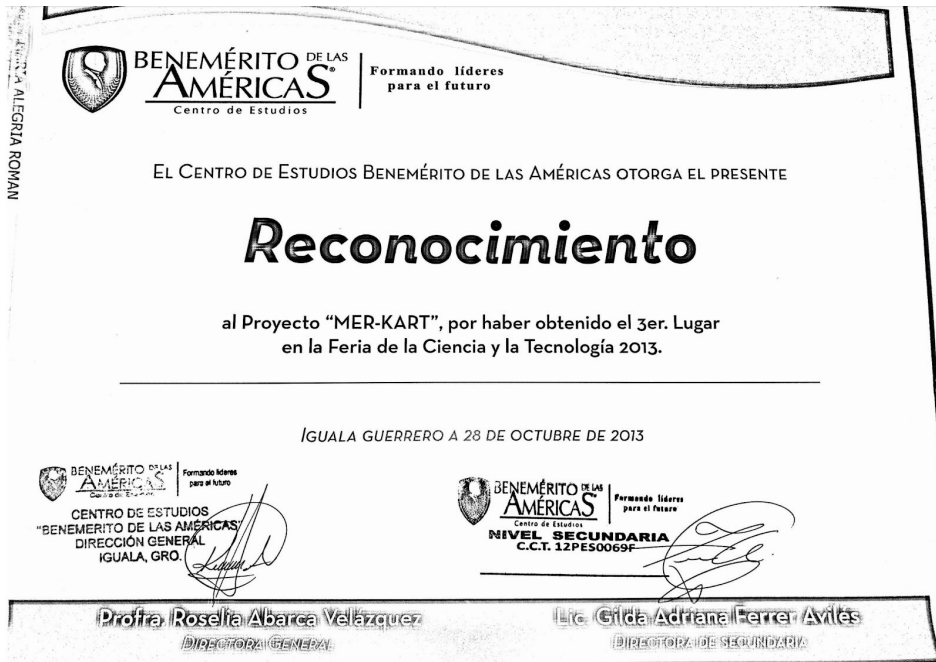 ALEGRIA ROMAN
BENEMÉRITO DE LAS
AMÉRICAS®
Centro de Estudios
Formando líderes
para el futuro
EL CENTRO DE ESTUDIOS BENEMÉRITO DE LAS AMÉRICAS OTORGA EL PRESENTE
Reconocimiento
al Proyecto “MER-KART”, por haber obtenido el 3er. Lugar
en la Feria de la Ciencia y la Tecnología 2013.
IGUALA GUERRERO A 28 DE OCTUBRE DE 2013
BENEMÉRITO DE LAS
AMÉRICAS
Centro de Estudios
Formando líderes
para el futuro
CENTRO DE ESTUDIOS
"BENEMERITO DE LAS AMÉRICAS"
DIRECCIÓN GENERAL
IGUALA, GRO.
BENEMÉRITO DE LAS
AMÉRICAS
Centro de Estudios
Formando líderes
para el futuro
NIVEL SECUNDARIA
C.C.T. 12PES0069F
Profra. Roselia Abarca Velázquez
DIRECTORA GENERAL
Lic. Gilda Adriana Ferrer Avilés
DIRECTORA DE SECUNDARIA